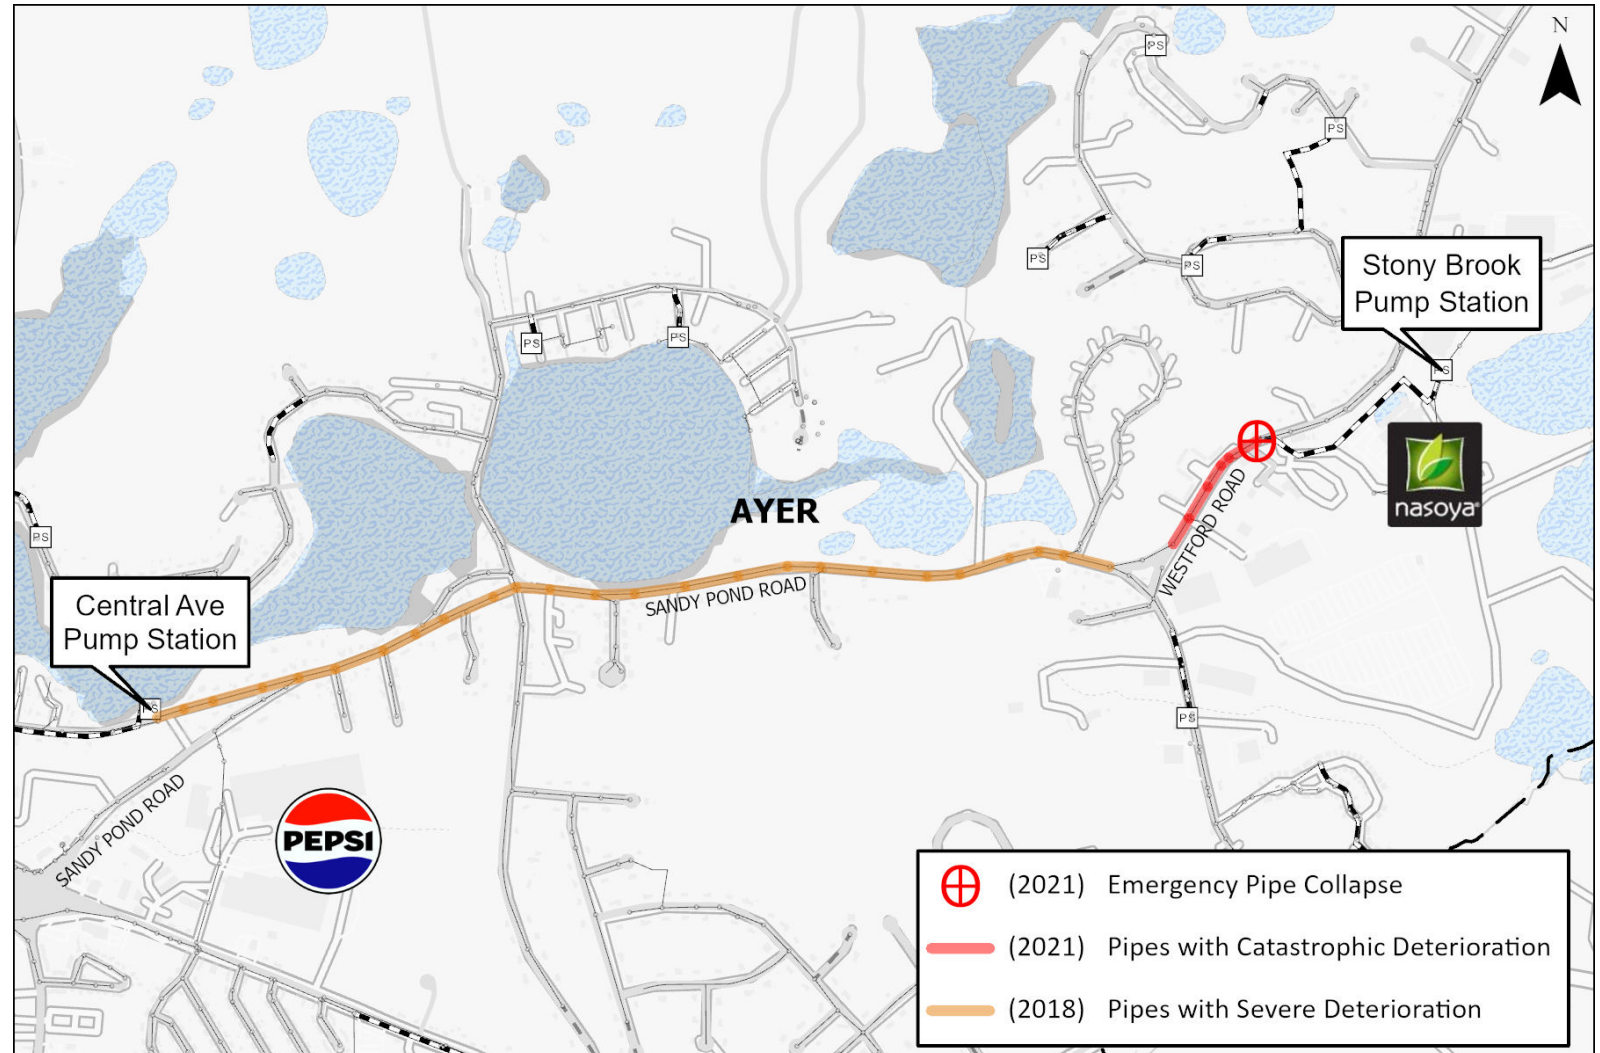 N
PS
PS
PS
PS
Stony Brook
Pump Station
PS
PS
PS
nasoya
AYER
WESTFORD ROAD
PS
SANDY POND ROAD
Central Ave
Pump Station
PS
PS
SANDY POND ROAD
PEPSI
(2021) Emergency Pipe Collapse
(2021) Pipes with Catastrophic Deterioration
(2018) Pipes with Severe Deterioration